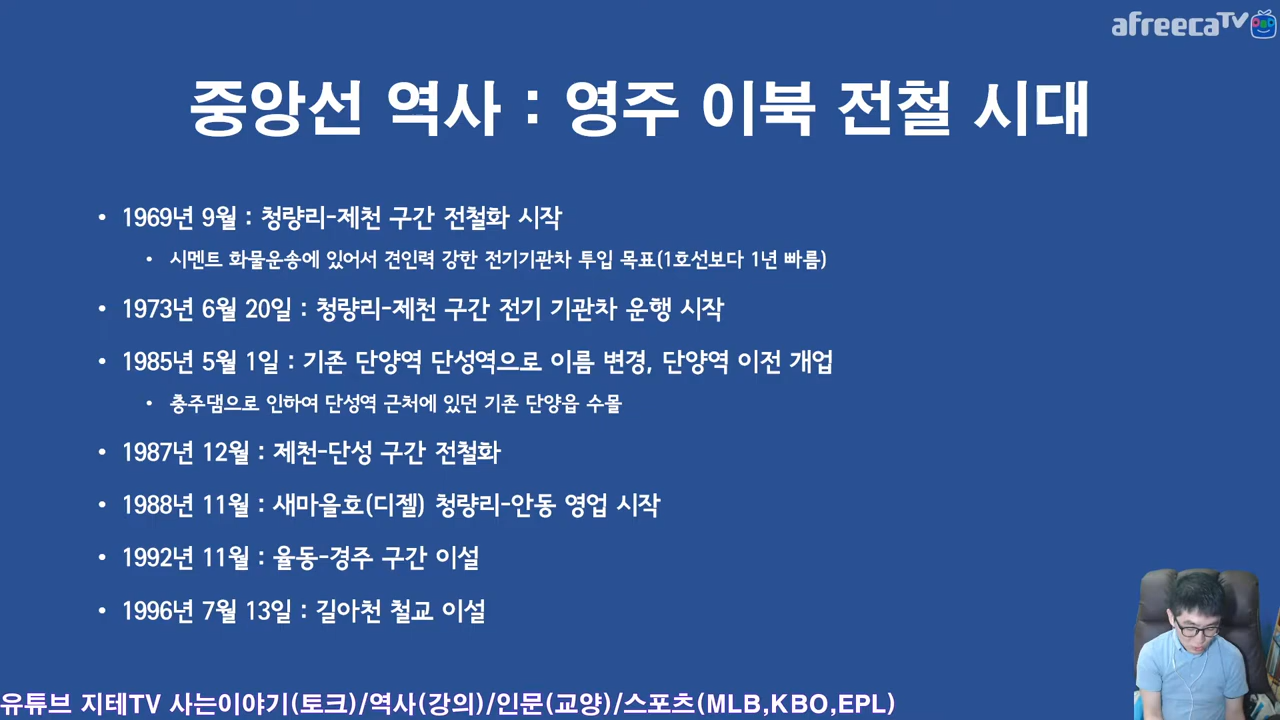 afreecaTV
중앙선 역사 : 영주 이북 전철 시대
• 1969년 9월 : 청량리-제천 구간 전철화 시작
• 시멘트 화물운송에 있어서 견인력 강한 전기기관차 투입 목표(1호선보다 1년 빠름)
• 1973년 6월 20일 : 청량리-제천 구간 전기 기관차 운행 시작
• 1985년 5월 1일 : 기존 단양역 단성역으로 이름 변경, 단양역 이전 개업
• 충주댐으로 인하여 단성역 근처에 있던 기존 단양읍 수몰
• 1987년 12월 : 제천-단성 구간 전철화
• 1988년 11월 : 새마을호(디젤) 청량리-안동 영업 시작
• 1992년 11월 : 율동-경주 구간 이설
• 1996년 7월 13일 : 길아천 철교 이설
유튜브 지테TV 사는이야기(토크)/역사(강의)/인문(교양)/스포츠(MLB,KBO,EPL)